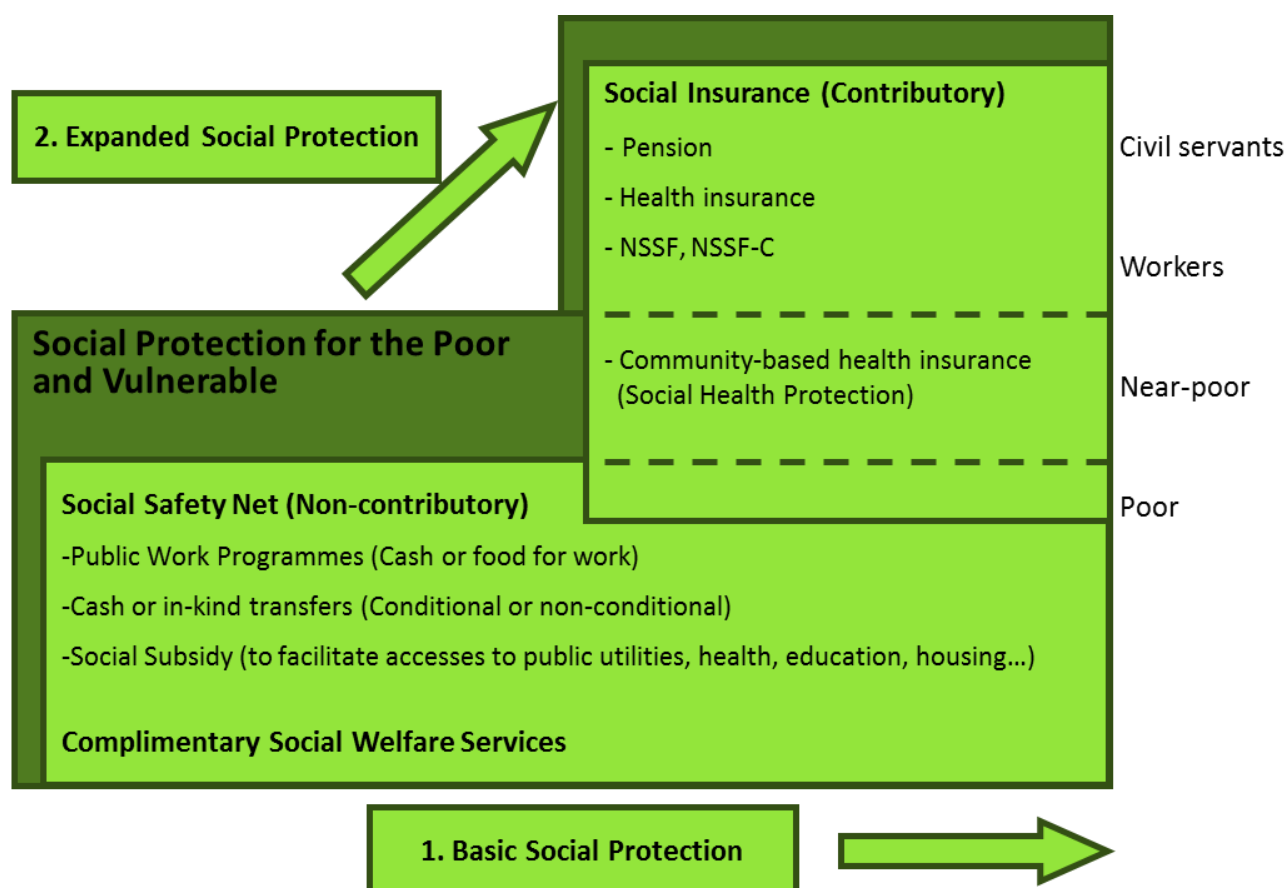 2. Expanded Social Protection
Social Insurance (Contributory)
- Pension
- Health insurance
- NSSF, NSSF-C
- Community-based health insurance
(Social Health Protection)
Civil servants
Workers
Near-poor
Poor
Social Protection for the Poor
and Vulnerable
Social Safety Net (Non-contributory)
-Public Work Programmes (Cash or food for work)
-Cash or in-kind transfers (Conditional or non-conditional)
-Social Subsidy (to facilitate accesses to public utilities, health, education, housing...)
Complimentary Social Welfare Services
1. Basic Social Protection